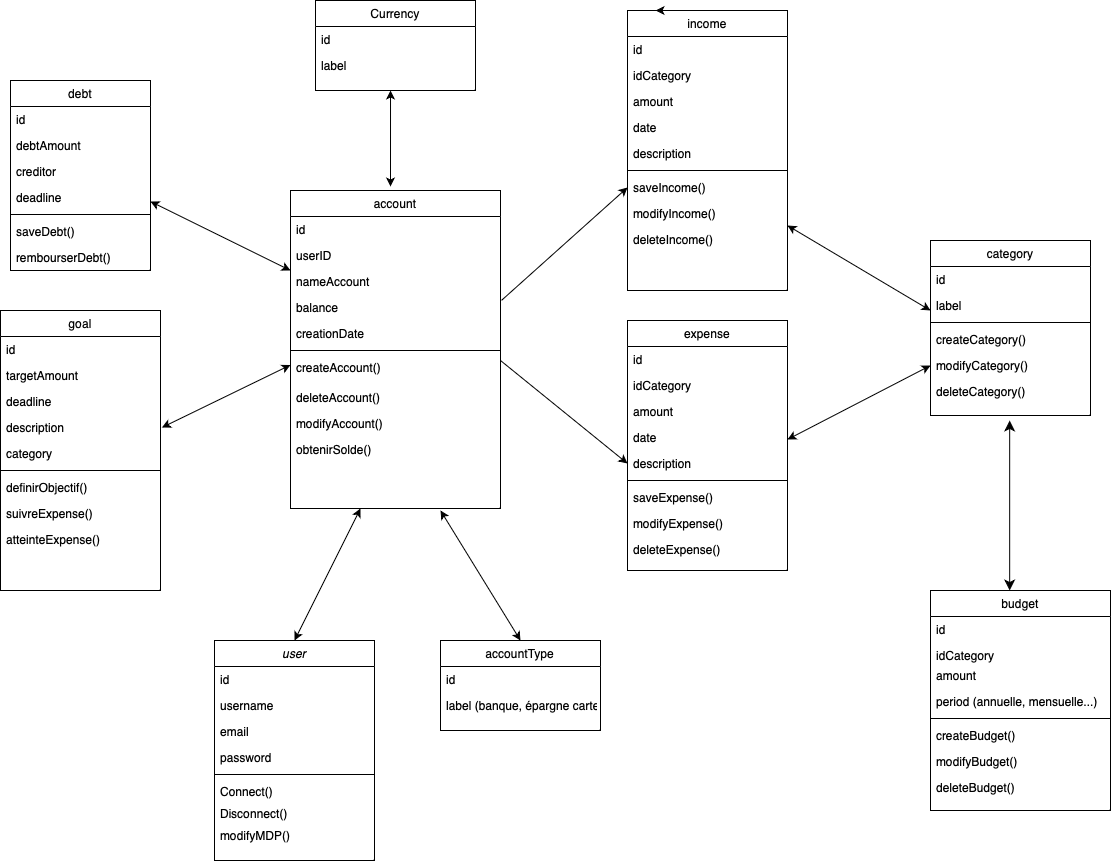 Currency
id
label
income
id
idCategory
amount
date
description
saveIncome()
modifyIncome()
deleteIncome()
debt
id
debtAmount
creditor
deadline
saveDebt()
rembourserDebt()
account
id
userID
nameAccount
balance
creationDate
createAccount()
deleteAccount()
modifyAccount()
obtenirSolde()
category
id
label
createCategory()
modifyCategory()
deleteCategory()
goal
id
targetAmount
deadline
description
category
definirObjectif()
suivreExpense()
atteinteExpense()
expense
id
idCategory
amount
date
description
saveExpense()
modifyExpense()
deleteExpense()
budget
id
idCategory
amount
period (annuelle, mensuelle...)
createBudget()
modifyBudget()
deleteBudget()
user
id
username
email
password
Connect()
Disconnect()
modifyMDP()
accountType
id
label (banque, épargne carte